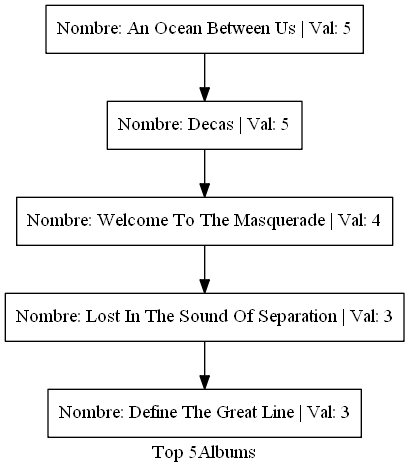 Nombre: An Ocean Between Us | Val: 5
Nombre: Decas | Val: 5
Nombre: Welcome To The Masquerade | Val: 4
Nombre: Lost In The Sound Of Separation | Val: 3
Nombre: Define The Great Line | Val: 3
Top 5Albums